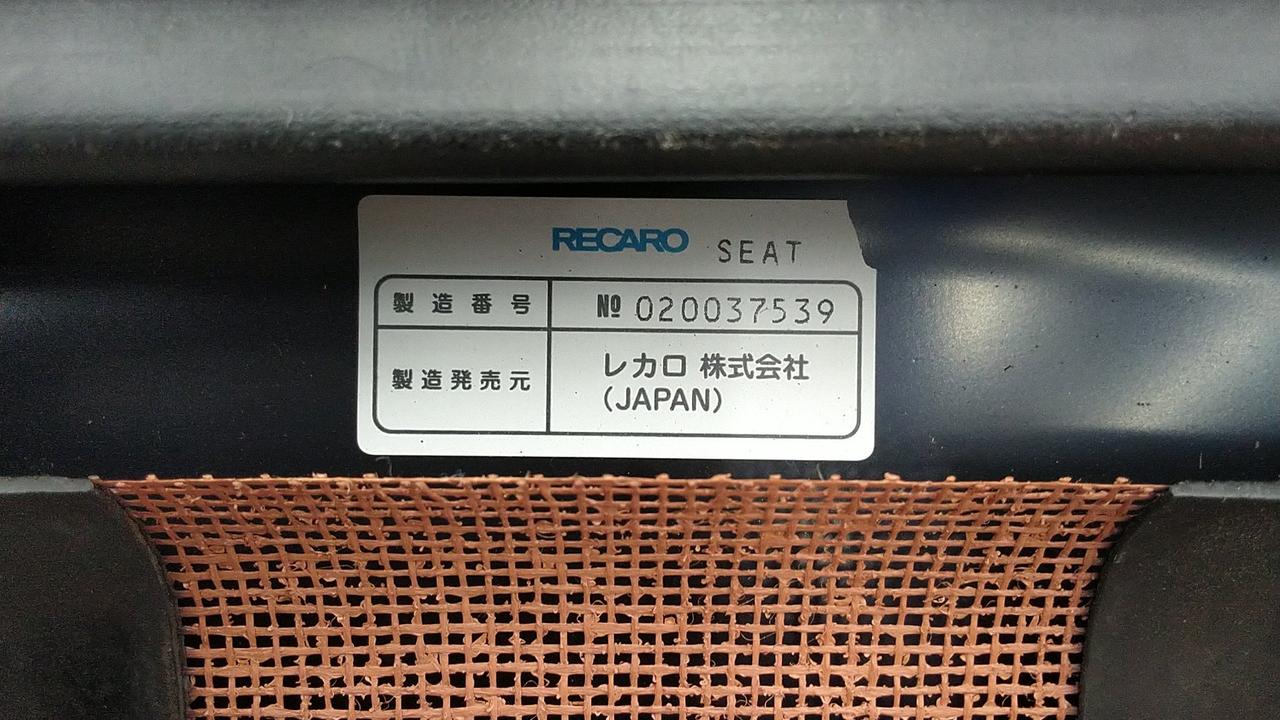 RECARO SEAT
製造番号 № 020037539
製造発売元 レカロ 株式会社
(JAPAN)